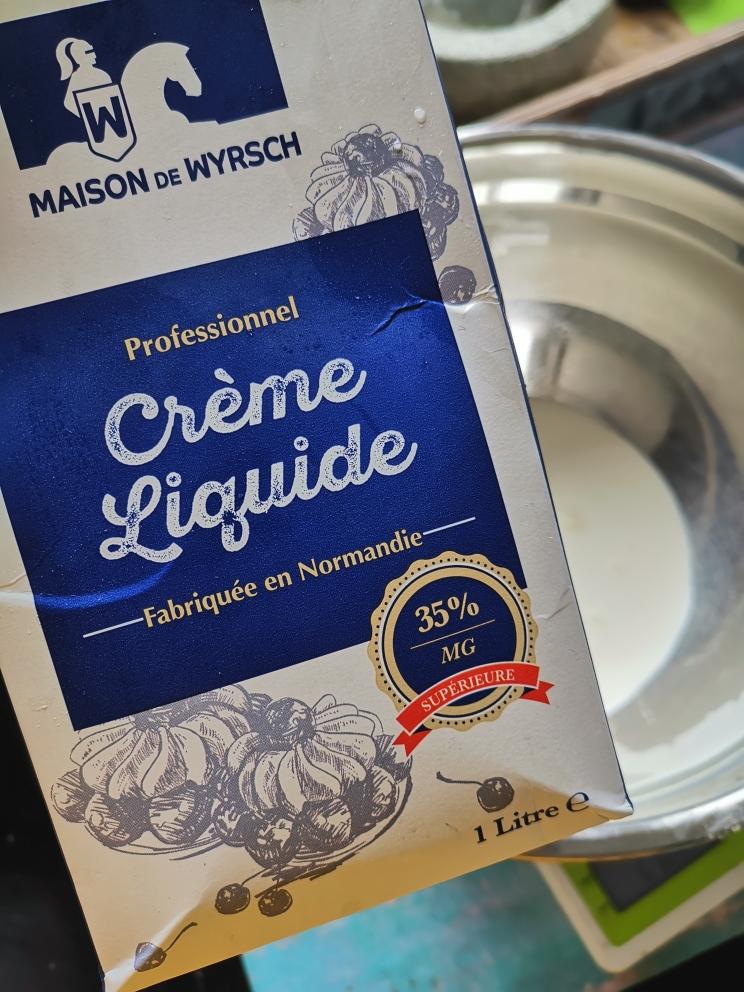 W
MAISON DE WYRSCH
Professionnel
Crème
Liquide
Fabriquée en Normandie
35%
MG
SUPÉRIEURE
1 Litre ℮